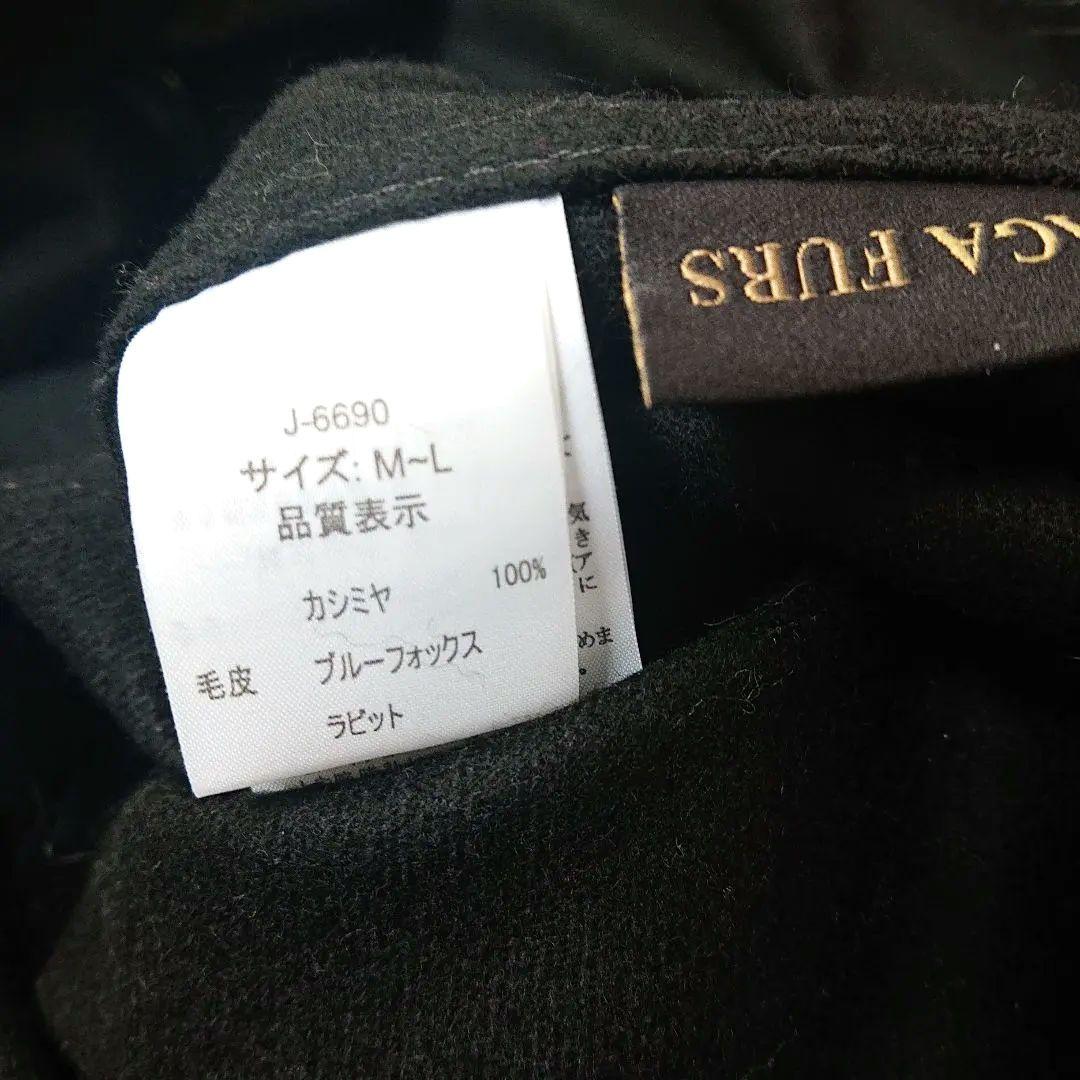 J-6690
サイズ: M~L
品質表示
カシミヤ 100%
毛皮 ブルーフォックス
ラビット
AGA FURS
気
き
ア
に
めま
。